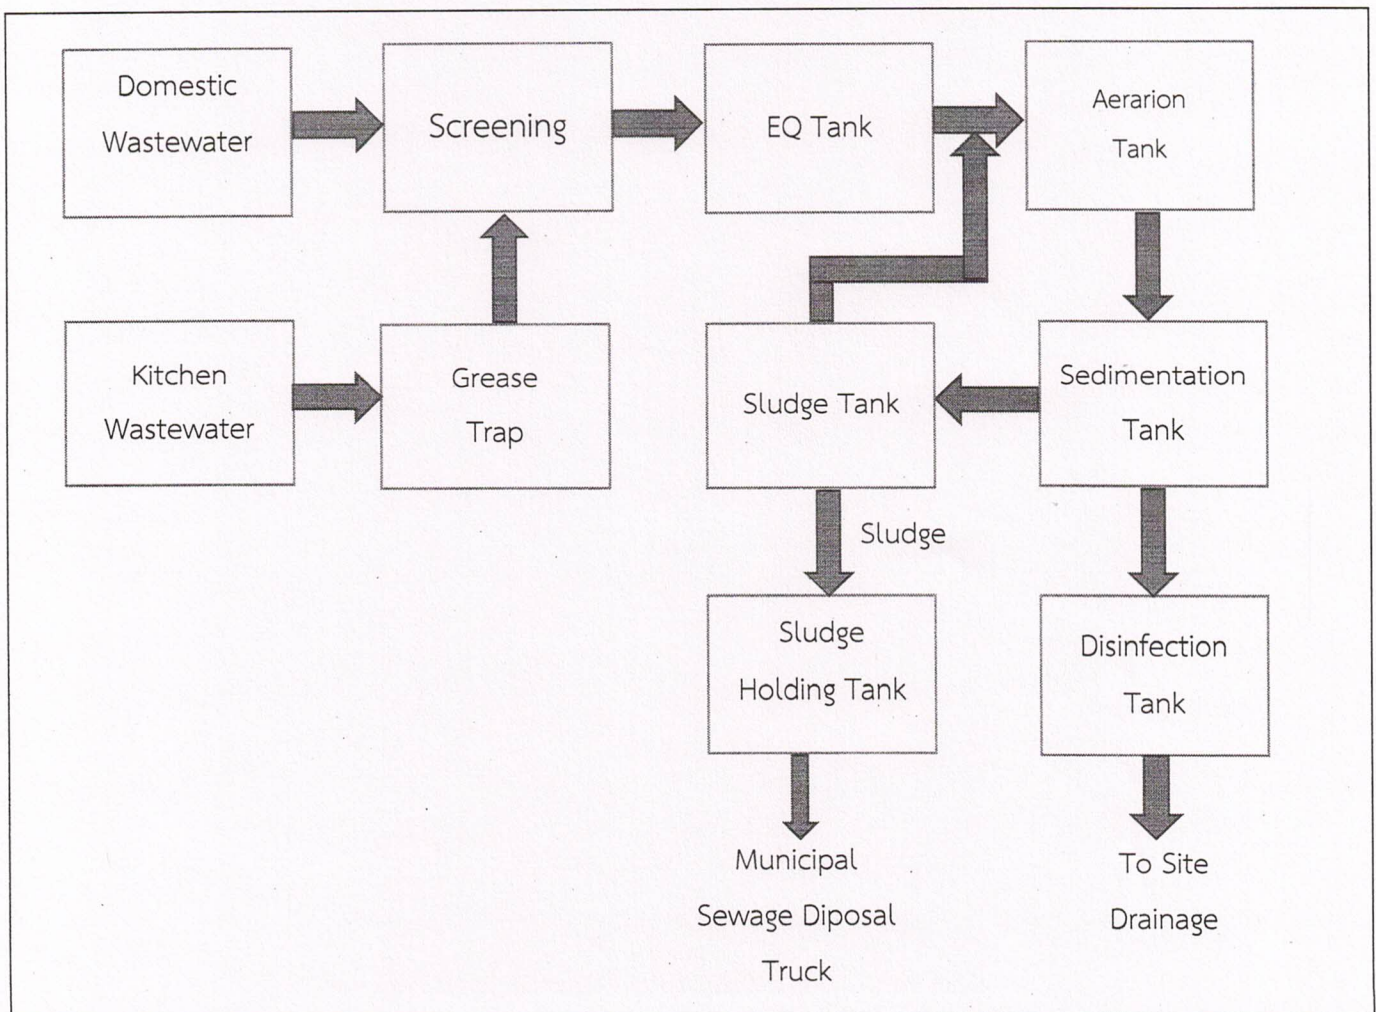 Domestic
Wastewater
Screening
EQ Tank
Aerarion
Tank
Kitchen
Wastewater
Grease
Trap
Sludge Tank
Sedimentation
Tank
Sludge
Sludge
Holding Tank
Disinfection
Tank
Municipal
Sewage Diposal
Truck
To Site
Drainage